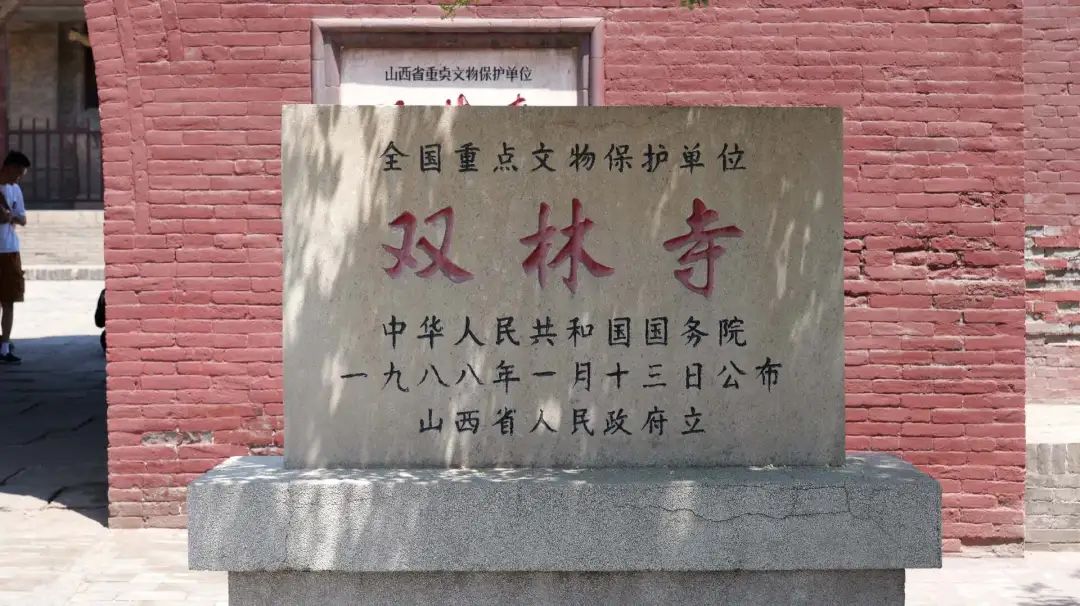 山西省重点文物保护单位
全国重点文物保护单位
双林寺
中华人民共和国国务院
一九八八年一月十三日公布
山西省人民政府立